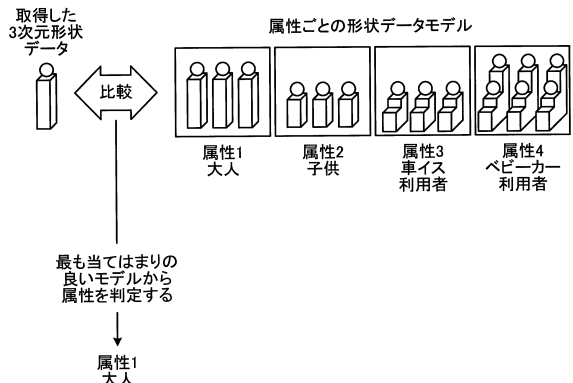 取得した
3次元形状
データ
比較
属性ごとの形状データモデル
属性1
大人
属性2
子供
属性3
車イス
利用者
属性4
ベビーカー
利用者
最も当てはまりの
良いモデルから
属性を判定する
属性1
大人